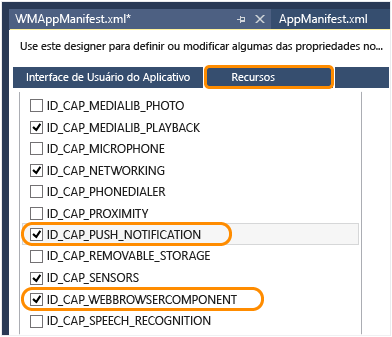 WMAppManifest.xml* AppManifest.xml
Use este designer para definir ou modificar algumas das propriedades no...
Interface de Usuário do Aplicativo Recursos
ID_CAP_MEDIALIB_PHOTO
ID_CAP_MEDIALIB_PLAYBACK
ID_CAP_MICROPHONE
ID_CAP_NETWORKING
ID_CAP_PHONEDIALER
ID_CAP_PROXIMITY
ID_CAP_PUSH_NOTIFICATION
ID_CAP_REMOVABLE_STORAGE
ID_CAP_SENSORS
ID_CAP_WEBBROWSERCOMPONENT
ID_CAP_SPEECH_RECOGNITION